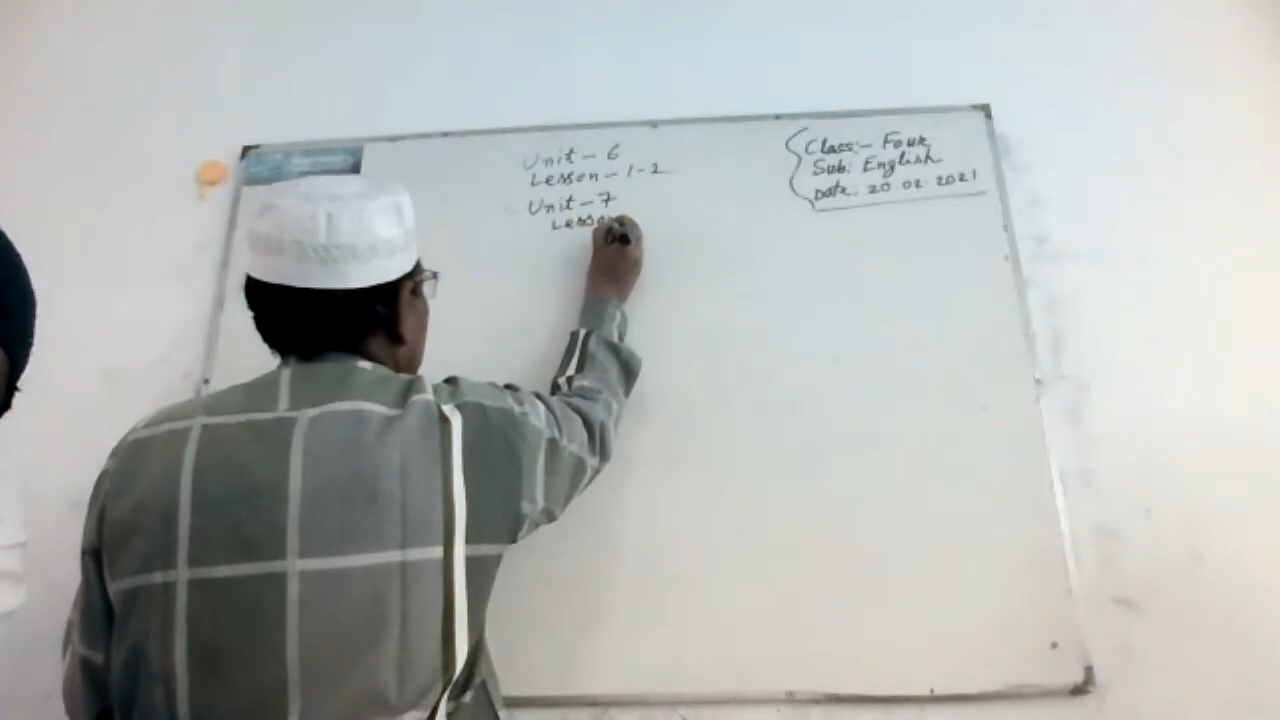 Unit - 6
Lesson - 1-2
Unit - 7
Lesson
Class:- Four
Sub: English
Date: 20.02.2021